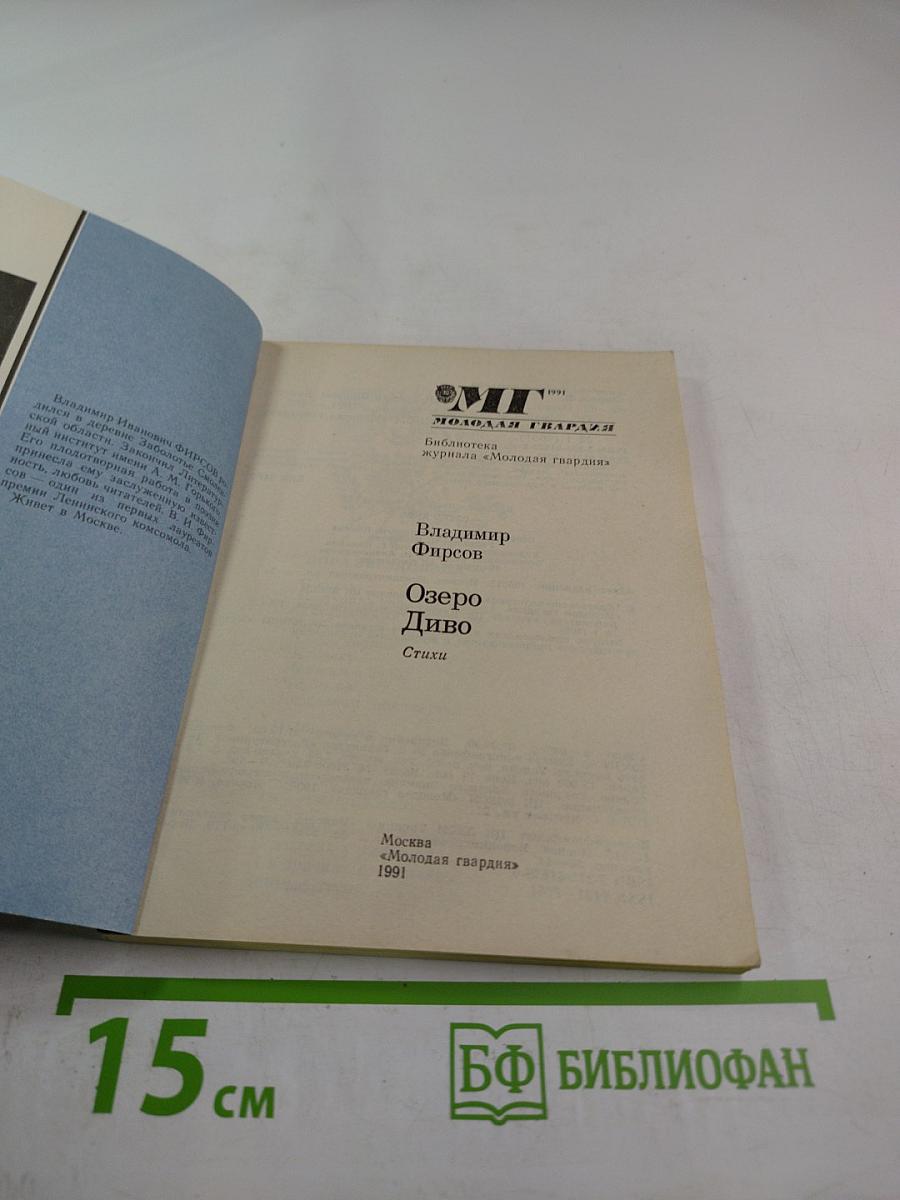 Владимир Иванович ФИРСОВ ро-
дился в деревне Заболотье Смолен-
ской области. Закончил Литератур-
ный институт имени А. М. Горького.
Его плодотворная работа в поэзии
принесла ему заслуженную извест-
ность, любовь читателей. В. И. Фир-
сов — один из первых лауреатов
премии Ленинского комсомола.
Живет в Москве.
МГ 1991
МОЛОДАЯ ГВАРДИЯ
Библиотека
журнала «Молодая гвардия»
Владимир
Фирсов
Озеро
Диво
Стихи
Москва
«Молодая гвардия»
1991
15 см
БФ БИБЛИОФАН